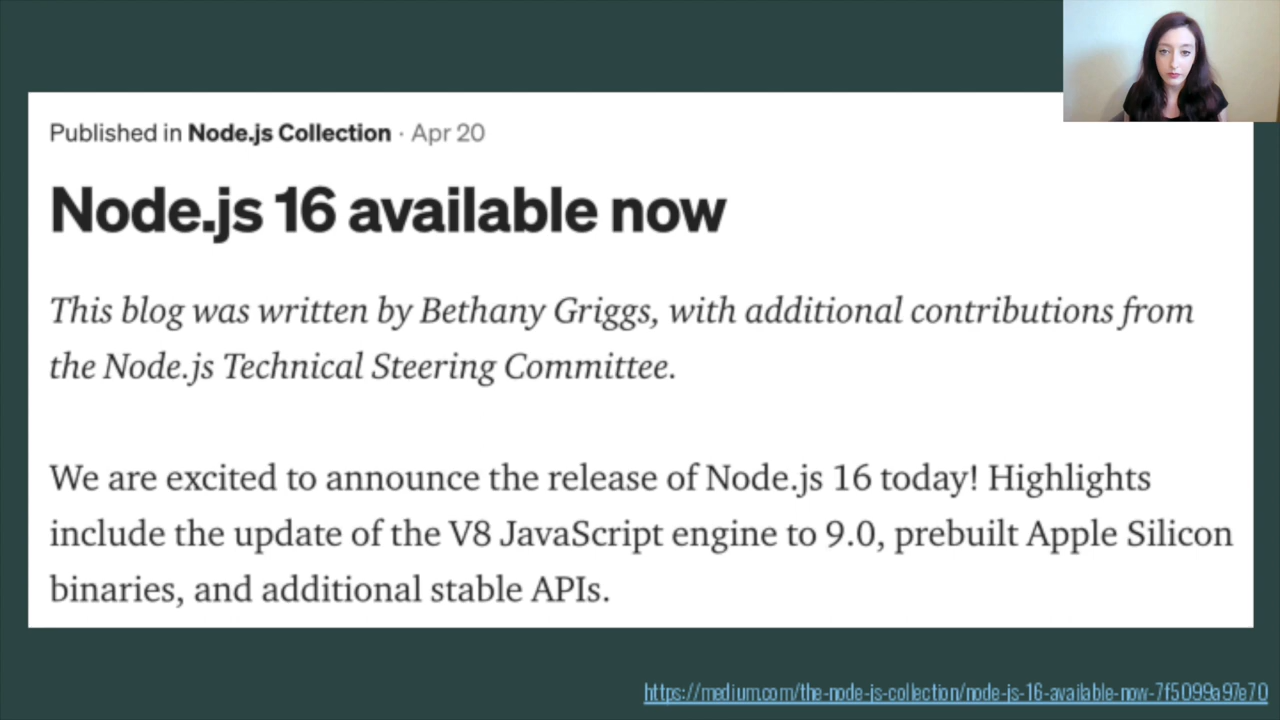 Published in Node.js Collection · Apr 20
Node.js 16 available now
This blog was written by Bethany Griggs, with additional contributions from
the Node.js Technical Steering Committee.
We are excited to announce the release of Node.js 16 today! Highlights
include the update of the V8 JavaScript engine to 9.0, prebuilt Apple Silicon
binaries, and additional stable APIs.
https://medium.com/the-node-js-collection/node-js-16-available-now-7f5099a97e70